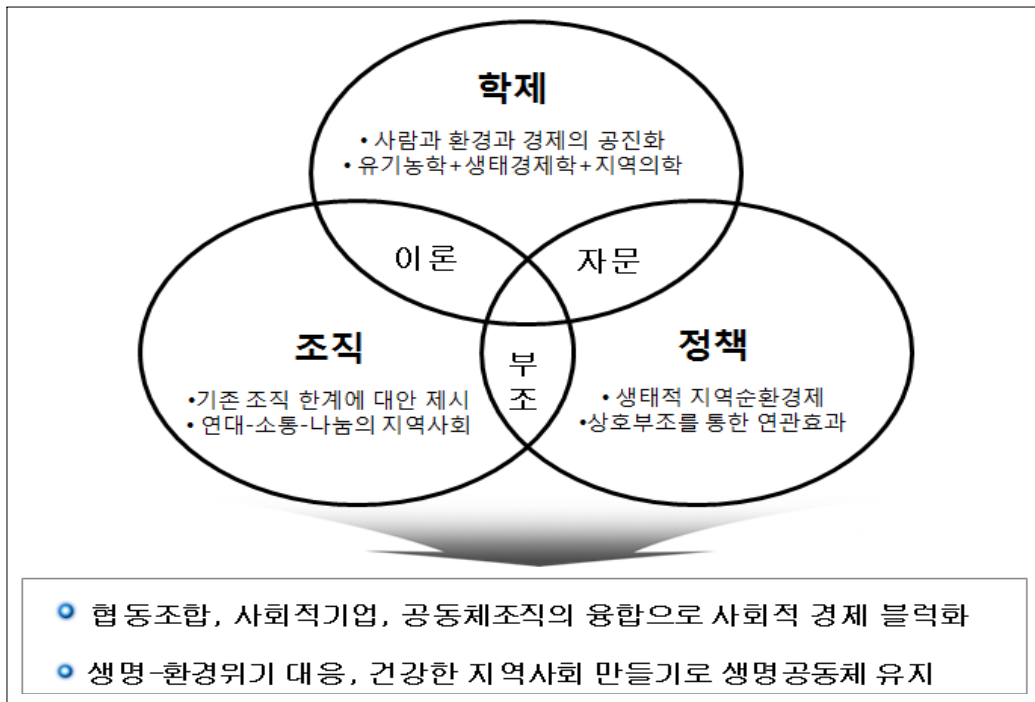 학제
• 사람과 환경과 경제의 공진화
• 유기농학+생태경제학+지역의학
이론
자문
조직
•기존 조직 한계에 대안 제시
• 연대-소통-나눔의 지역사회
부
조
정책
• 생태적 지역순환경제
•상호부조를 통한 연관효과
협동조합, 사회적기업, 공동체조직의 융합으로 사회적 경제 블럭화
생명-환경위기 대응, 건강한 지역사회 만들기로 생명공동체 유지